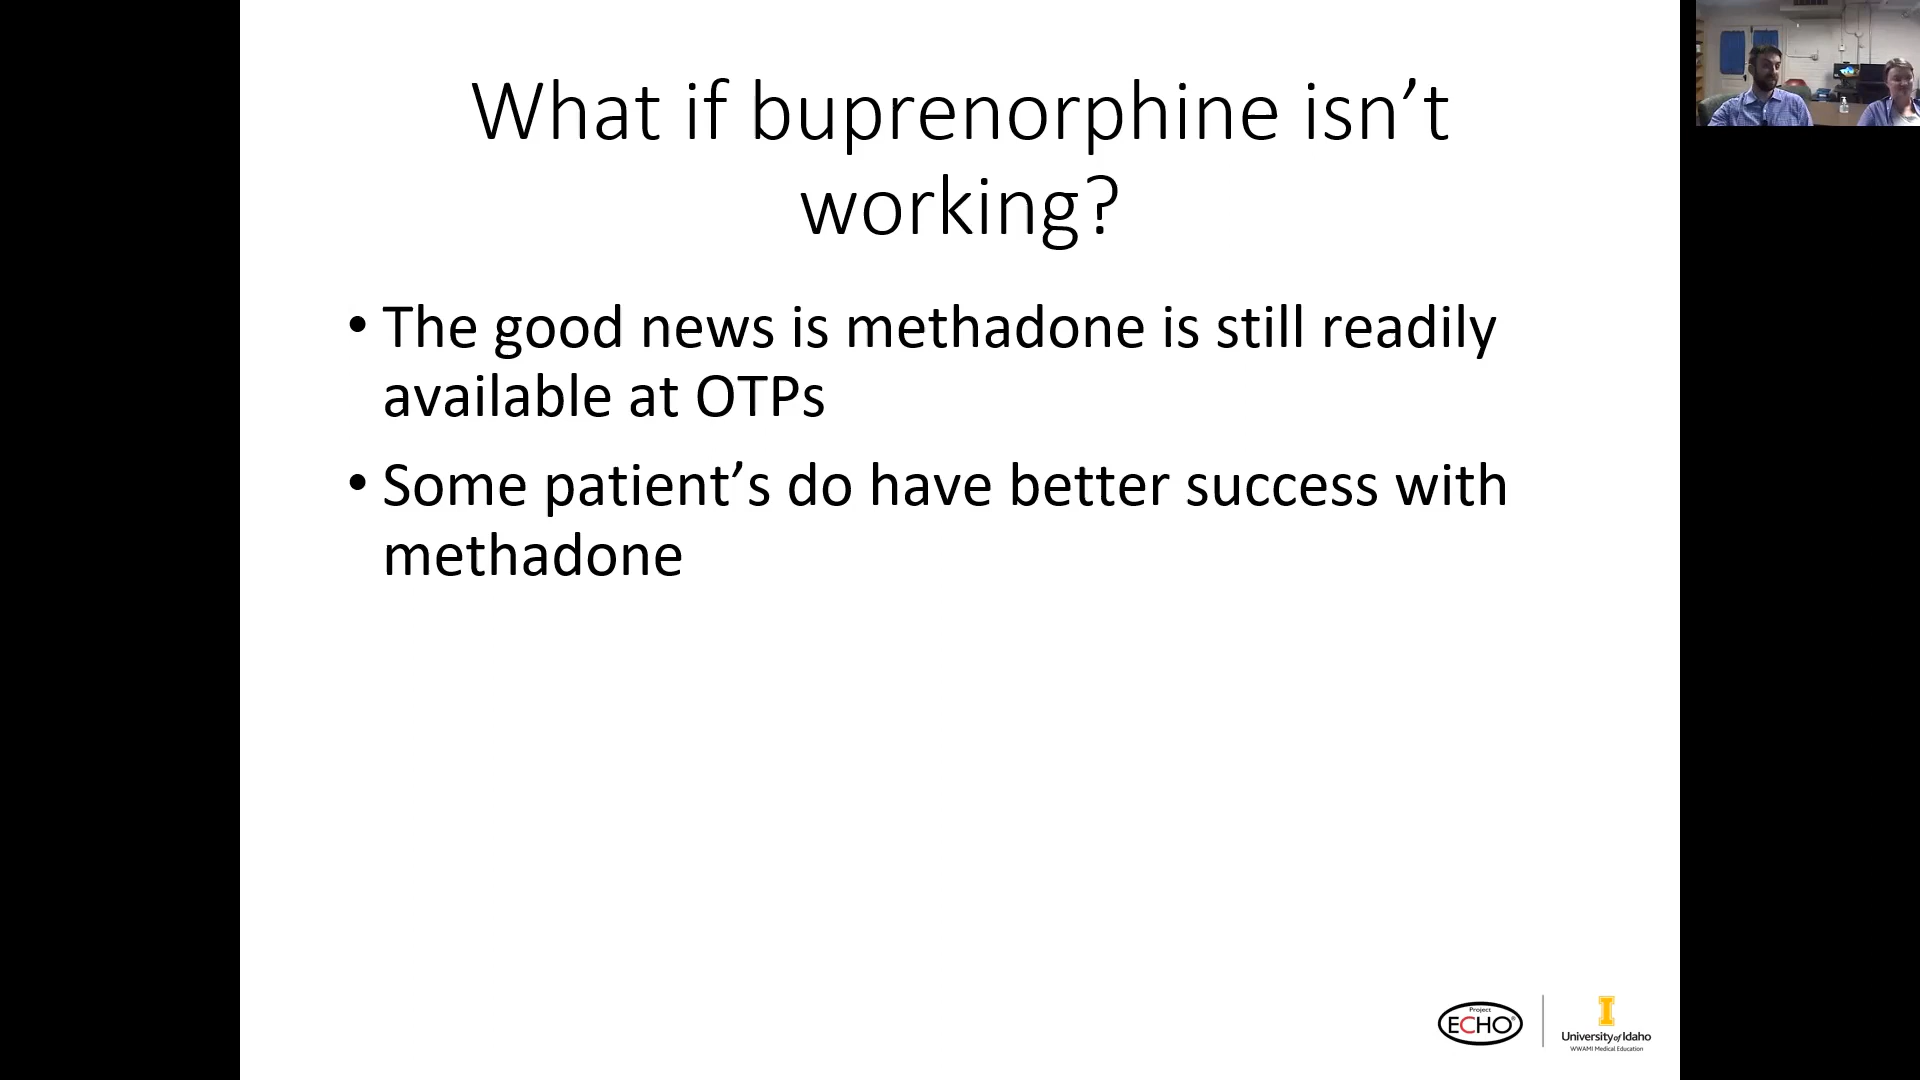 What if buprenorphine isn’t
working?
• The good news is methadone is still readily
available at OTPs
• Some patient’s do have better success with
methadone
Project
ECHO®
University of Idaho
WWAMI Medical Education